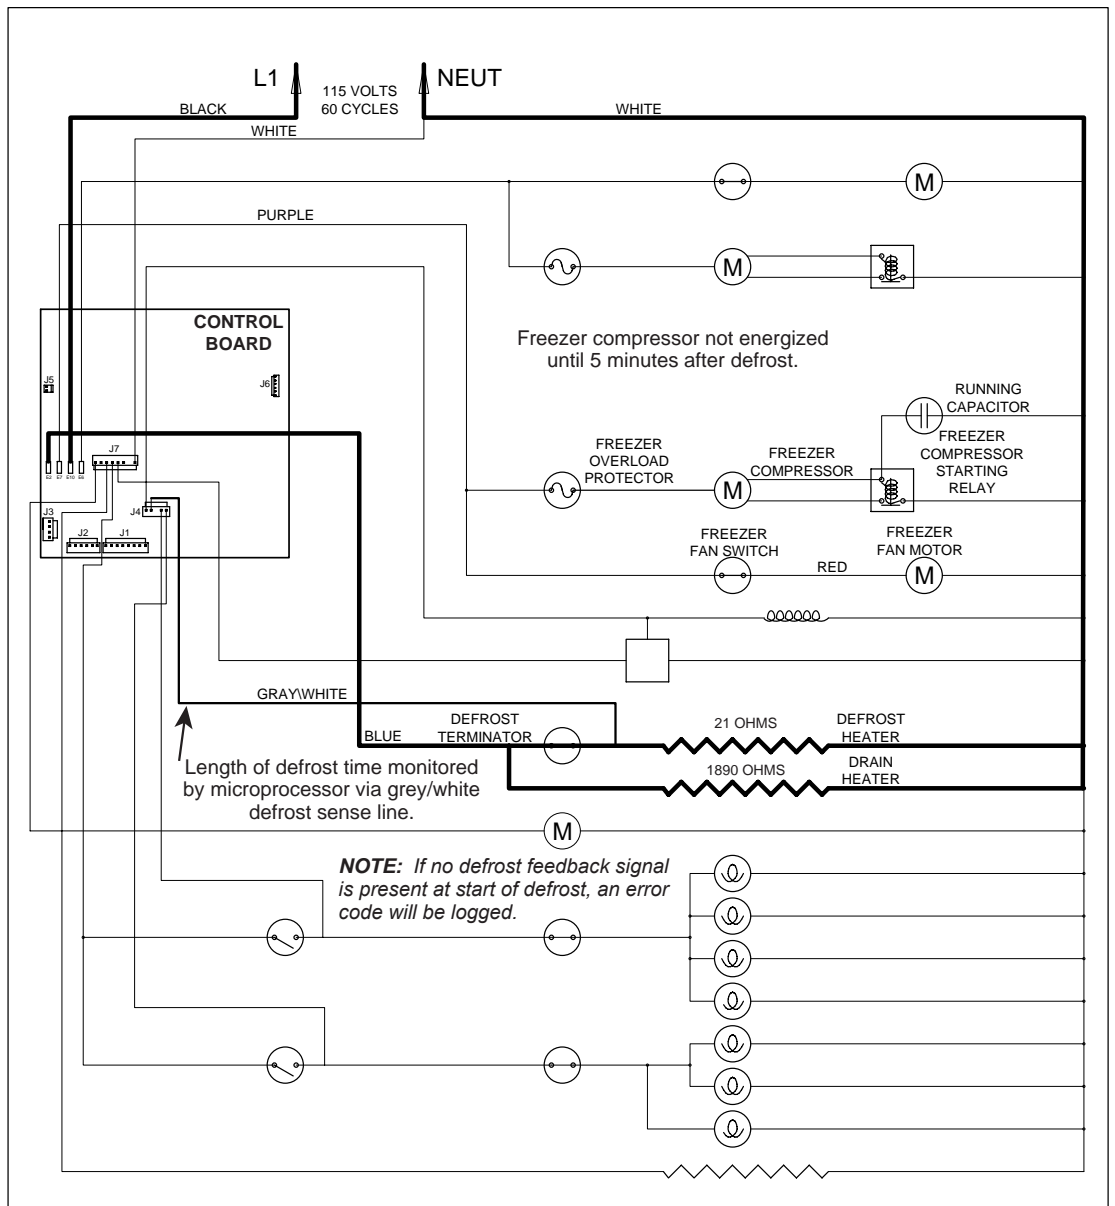 L1
NEUT
115 VOLTS
60 CYCLES
BLACK
WHITE
WHITE
M
PURPLE
M
CONTROL
BOARD
Freezer compressor not energized
until 5 minutes after defrost.
J5
J6
RUNNING
CAPACITOR
J7
FREEZER
OVERLOAD
PROTECTOR
FREEZER
COMPRESSOR
FREEZER
COMPRESSOR
STARTING
RELAY
E2 E7 E10 E8
M
J3
J4
J2
J1
FREEZER
FAN SWITCH
FREEZER
FAN MOTOR
RED
M
GRAY\WHITE
BLUE
DEFROST
TERMINATOR
21 OHMS
DEFROST
HEATER
1890 OHMS
DRAIN
HEATER
Length of defrost time monitored
by microprocessor via grey/white
defrost sense line.
M
NOTE: If no defrost feedback signal
is present at start of defrost, an error
code will be logged.